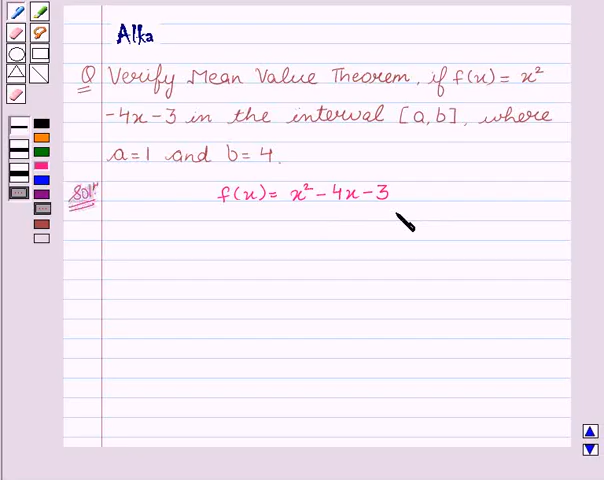 Alka
Q Verify Mean Value Theorem, if f(x) = x²
-4x-3 in the interval [a,b], where
a=1 and b=4.
Solⁿ: f(x) = x² - 4x - 3